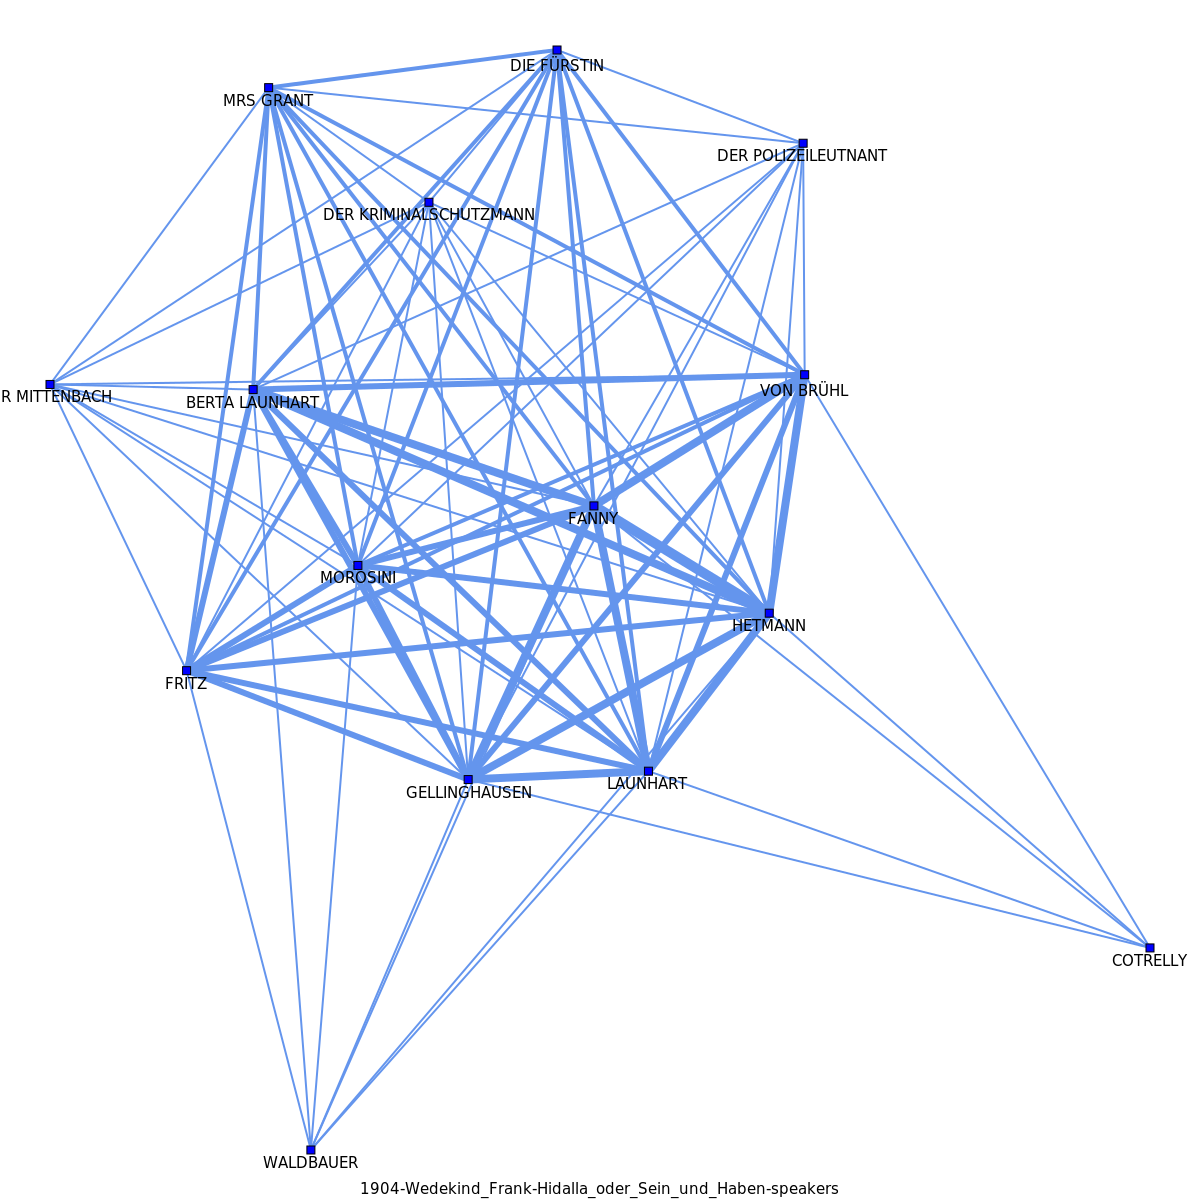 DIE FÜRSTIN
MRS GRANT
DER POLIZEILEUTNANT
DER KRIMINALSCHUTZMANN
R MITTENBACH
BERTA LAUNHART
VON BRÜHL
FANNY
MOROSINI
HETMANN
FRITZ
GELLINGHAUSEN
LAUNHART
COTRELLY
WALDBAUER
1904-Wedekind_Frank-Hidalla_oder_Sein_und_Haben-speakers